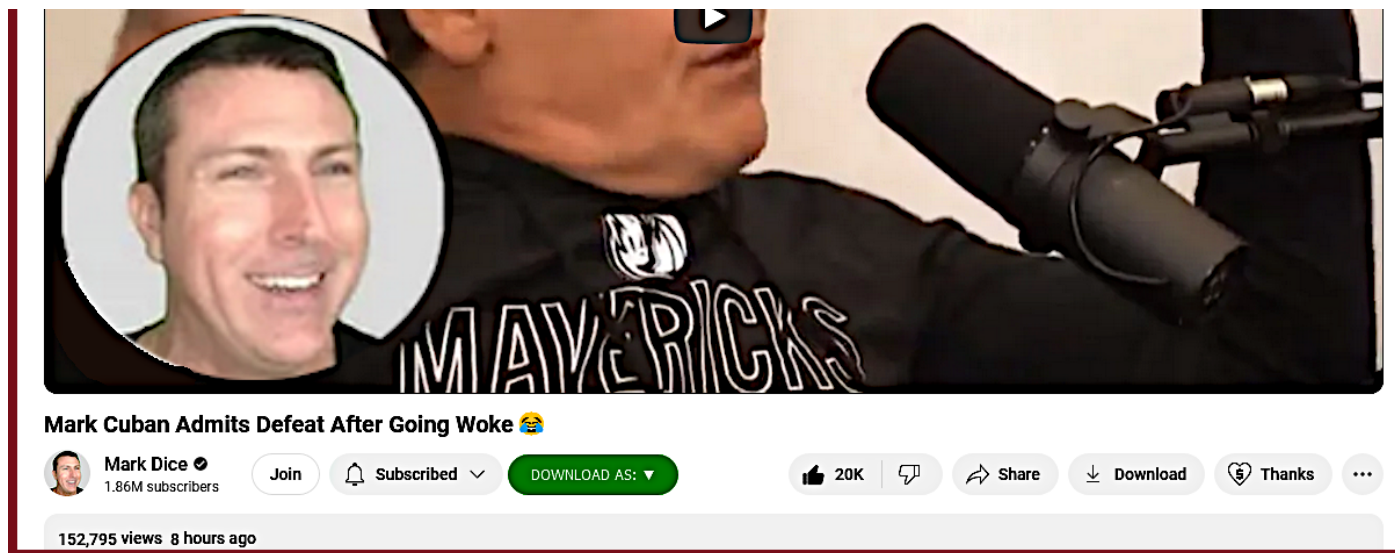 MAVERICKS
Mark Cuban Admits Defeat After Going Woke 😂
Mark Dice
1.86M subscribers
Join
Subscribed
DOWNLOAD AS: ▼
20K
Share
Download
Thanks
152,795 views 8 hours ago